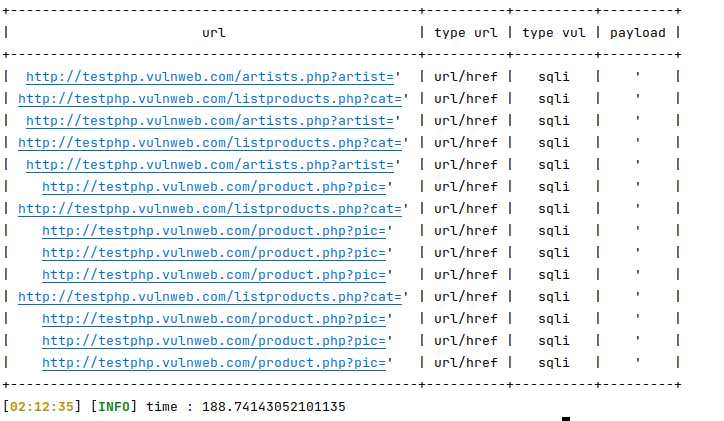 +---------------------------------------------------+----------+----------+---------+
|                        url                        | type url | type vul | payload |
+---------------------------------------------------+----------+----------+---------+
|  http://testphp.vulnweb.com/artists.php?artist='  | url/href |   sqli   |    '    |
| http://testphp.vulnweb.com/listproducts.php?cat=' | url/href |   sqli   |    '    |
|  http://testphp.vulnweb.com/artists.php?artist='  | url/href |   sqli   |    '    |
| http://testphp.vulnweb.com/listproducts.php?cat=' | url/href |   sqli   |    '    |
|  http://testphp.vulnweb.com/artists.php?artist='  | url/href |   sqli   |    '    |
|    http://testphp.vulnweb.com/product.php?pic='   | url/href |   sqli   |    '    |
| http://testphp.vulnweb.com/listproducts.php?cat=' | url/href |   sqli   |    '    |
|    http://testphp.vulnweb.com/product.php?pic='   | url/href |   sqli   |    '    |
|    http://testphp.vulnweb.com/product.php?pic='   | url/href |   sqli   |    '    |
|    http://testphp.vulnweb.com/product.php?pic='   | url/href |   sqli   |    '    |
| http://testphp.vulnweb.com/listproducts.php?cat=' | url/href |   sqli   |    '    |
|    http://testphp.vulnweb.com/product.php?pic='   | url/href |   sqli   |    '    |
|    http://testphp.vulnweb.com/product.php?pic='   | url/href |   sqli   |    '    |
|    http://testphp.vulnweb.com/product.php?pic='   | url/href |   sqli   |    '    |
+---------------------------------------------------+----------+----------+---------+
[02:12:35] [INFO] time : 188.74143052101135